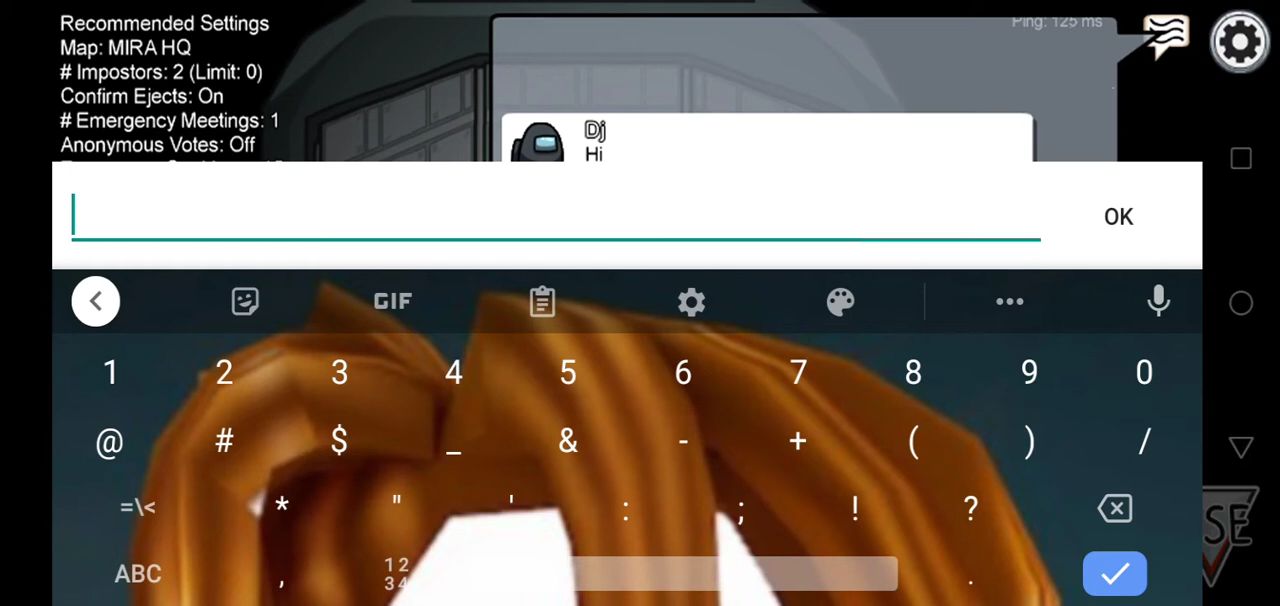 Recommended Settings
Map: MIRA HQ
# Impostors: 2 (Limit: 0)
Confirm Ejects: On
# Emergency Meetings: 1
Anonymous Votes: Off
Ping: 125 ms
Dj
Hi
OK
GIF
1 2 3 4 5 6 7 8 9 0
@ # $ _ & - + ( ) /
=\< * " ' : ; ! ?
ABC , 12 .
34
SE